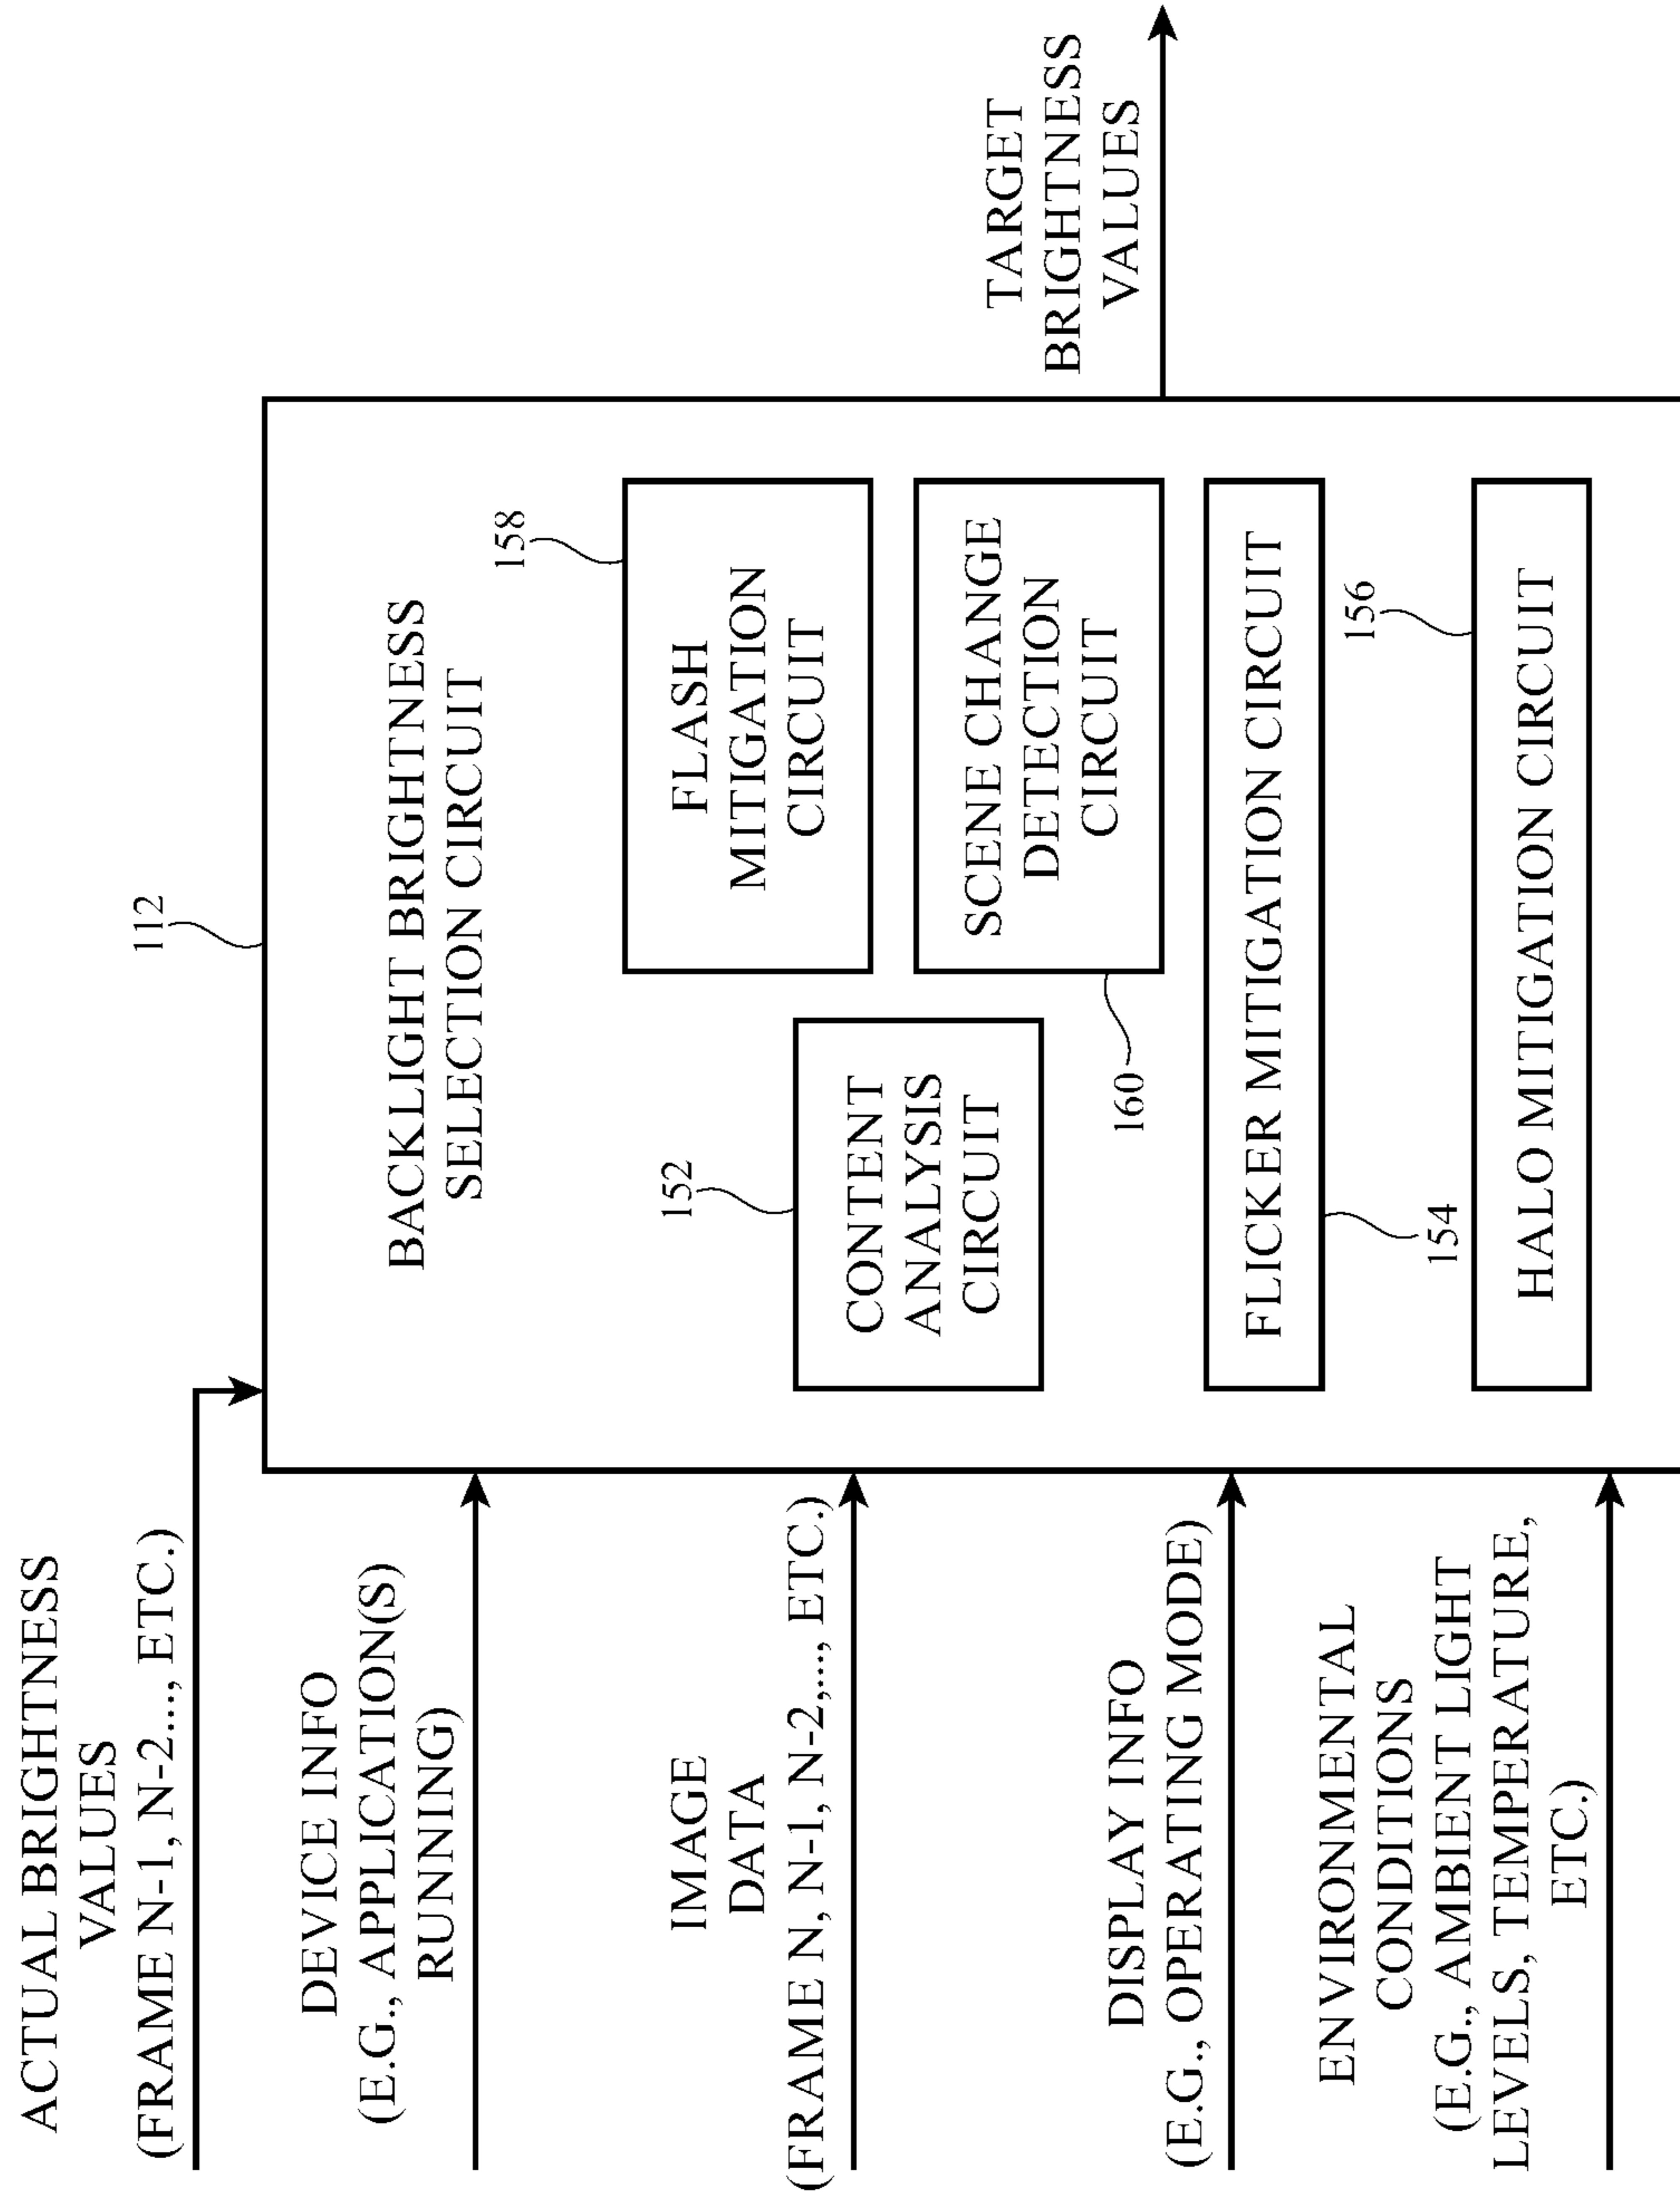 ACTUAL BRIGHTNESS
VALUES
(FRAME N-1, N-2..., ETC.)
DEVICE INFO
(E.G., APPLICATION(S)
RUNNING)
IMAGE
DATA
(FRAME N, N-1, N-2,..., ETC.)
DISPLAY INFO
(E.G., OPERATING MODE)
ENVIRONMENTAL
CONDITIONS
(E.G., AMBIENT LIGHT
LEVELS, TEMPERATURE,
ETC.)
112
BACKLIGHT BRIGHTNESS
SELECTION CIRCUIT
152
CONTENT
ANALYSIS
CIRCUIT
158
FLASH
MITIGATION
CIRCUIT
160
SCENE CHANGE
DETECTION
CIRCUIT
FLICKER MITIGATION CIRCUIT
154
156
HALO MITIGATION CIRCUIT
TARGET
BRIGHTNESS
VALUES